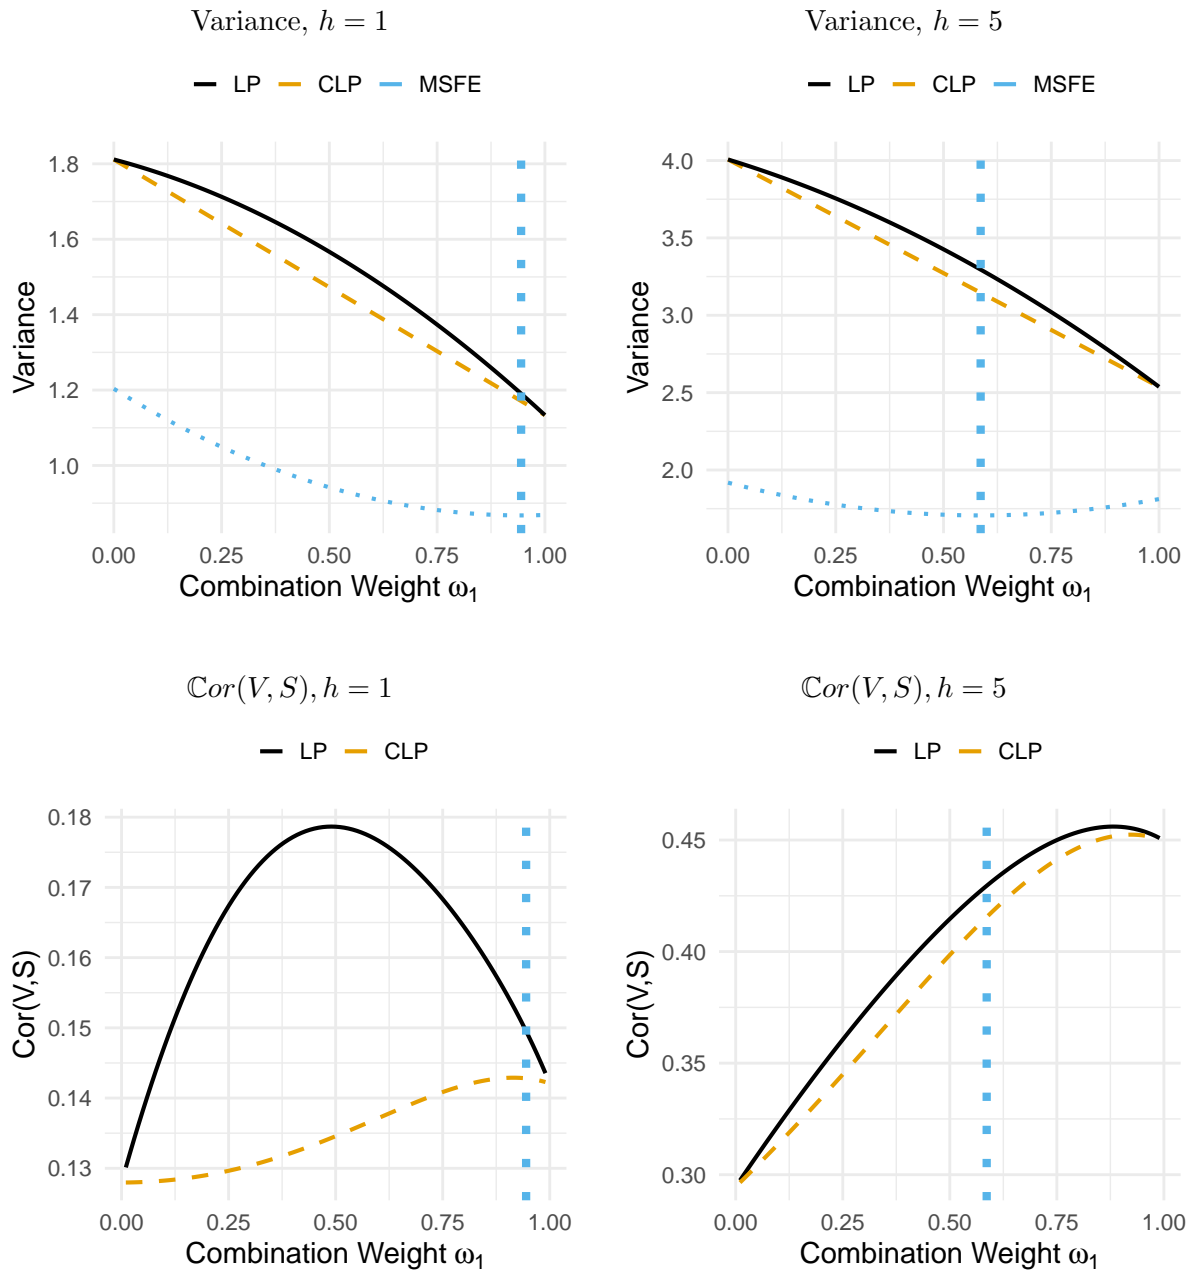 Variance, h = 1
LP CLP MSFE
Variance
1.8
1.6
1.4
1.2
1.0
0.00 0.25 0.50 0.75 1.00
Combination Weight ω₁
Variance, h = 5
LP CLP MSFE
Variance
4.0
3.5
3.0
2.5
2.0
0.00 0.25 0.50 0.75 1.00
Combination Weight ω₁
ℂor(V, S), h = 1
LP CLP
Cor(V,S)
0.18
0.17
0.16
0.15
0.14
0.13
0.00 0.25 0.50 0.75 1.00
Combination Weight ω₁
ℂor(V, S), h = 5
LP CLP
Cor(V,S)
0.45
0.40
0.35
0.30
0.00 0.25 0.50 0.75 1.00
Combination Weight ω₁